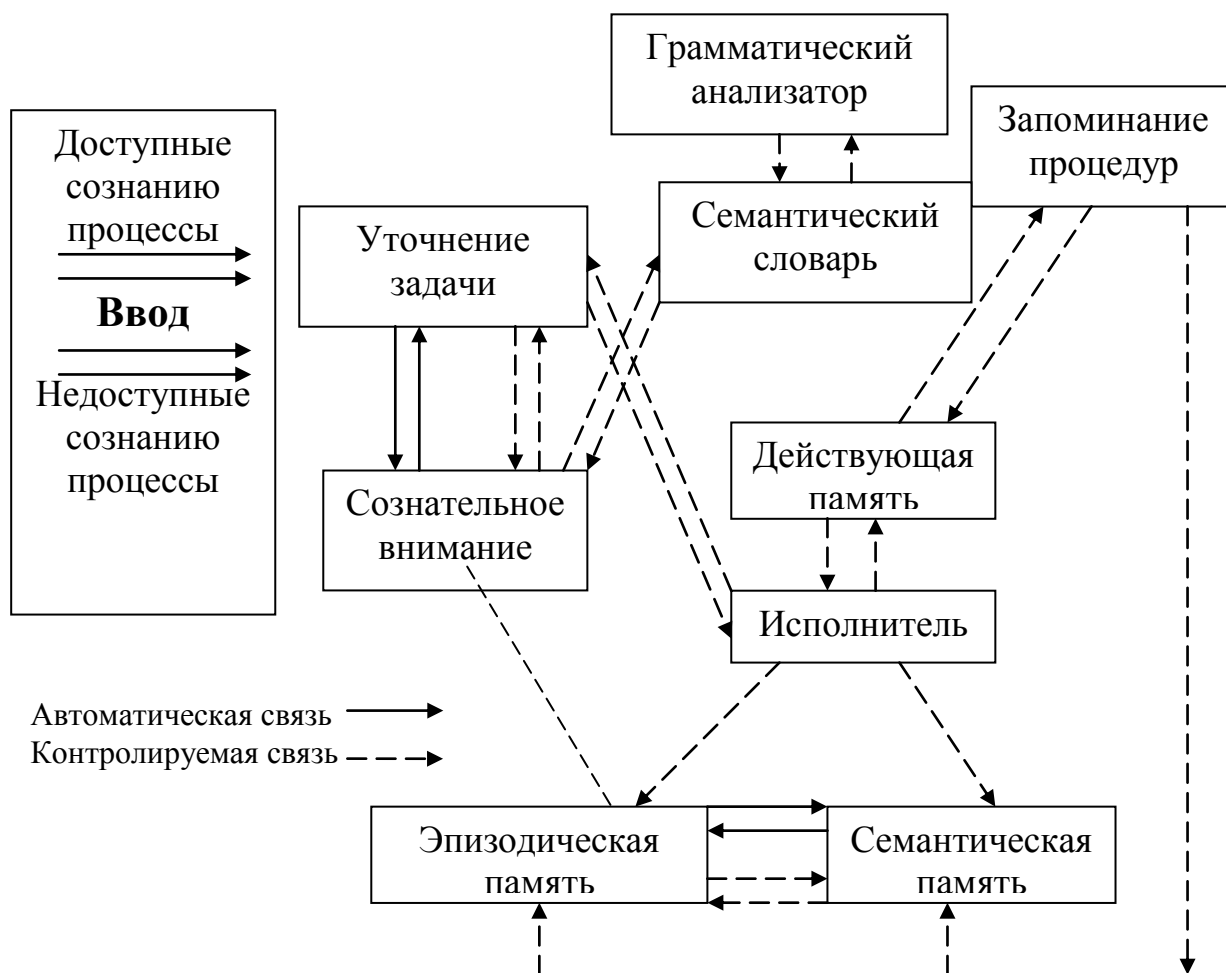 Грамматический
анализатор
Запоминание
процедур
Доступные
сознанию
процессы
Ввод
Недоступные
сознанию
процессы
Уточнение
задачи
Семантический
словарь
Сознательное
внимание
Действующая
память
Исполнитель
Автоматическая связь
Контролируемая связь
Эпизодическая
память
Семантическая
память